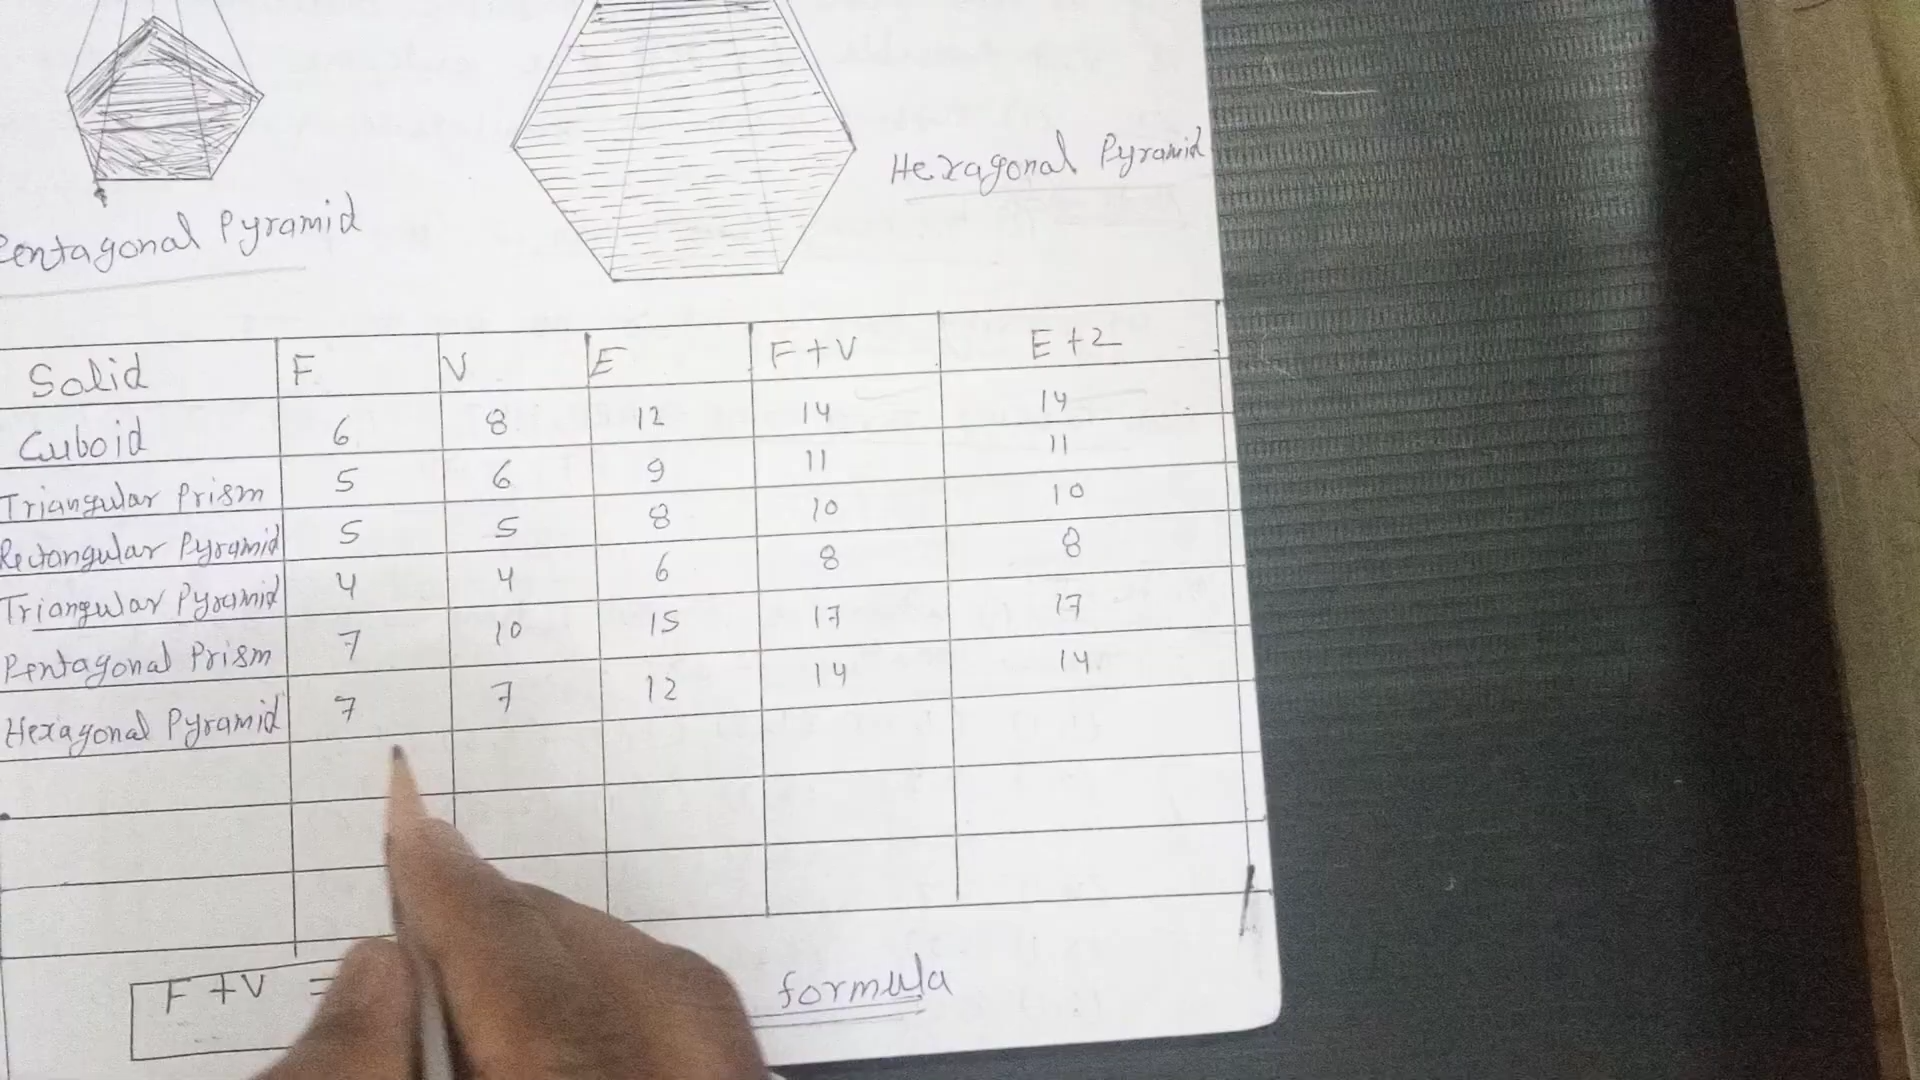 Hexagonal Pyramid
Pentagonal Pyramid
Solid F V E F+V E+2
Cuboid 6 8 12 14 14
Triangular Prism 5 6 9 11 11
Rectangular Pyramid 5 5 8 10 10
Triangular Pyramid 4 4 6 8 8
Pentagonal Prism 7 10 15 17 17
Hexagonal Pyramid 7 7 12 14 14
F+V = formula